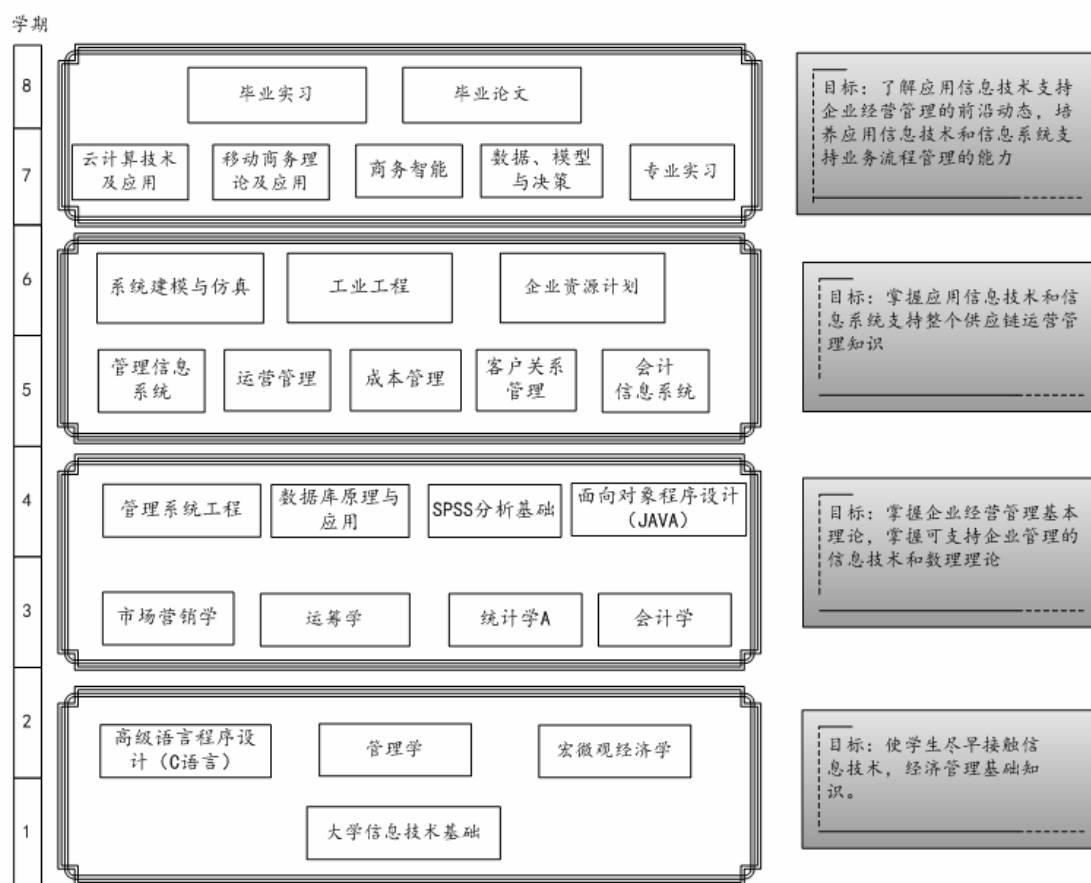 学期
8
毕业实习
毕业论文
目标：了解应用信息技术支持
企业经营管理的前沿动态，培
养应用信息技术和信息系统支
持业务流程管理的能力
7
云计算技术
及应用
移动商务理
论及应用
商务智能
数据、模型
与决策
专业实习
6
系统建模与仿真
工业工程
企业资源计划
目标：掌握应用信息技术和信
息系统支持整个供应链运营管
理知识
5
管理信息
系统
运营管理
成本管理
客户关系
管理
会计
信息系统
4
管理系统工程
数据库原理与
应用
SPSS分析基础
面向对象程序设计
（JAVA）
目标：掌握企业经营管理基本
理论，掌握可支持企业管理的
信息技术和数理理论
3
市场营销学
运筹学
统计学A
会计学
2
高级语言程序设
计（C语言）
管理学
宏微观经济学
目标：使学生尽早接触信
息技术，经济管理基础知
识。
1
大学信息技术基础